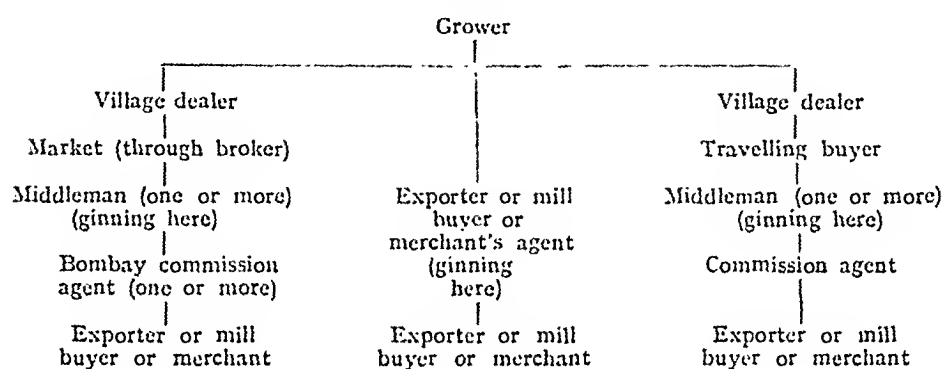 Grower
Village dealer
Market (through broker)
Middleman (one or more)
(ginning here)
Bombay commission
agent (one or more)
Exporter or mill
buyer or merchant
Exporter or mill
buyer or
merchant's agent
(ginning
here)
Exporter or mill
buyer or merchant
Village dealer
Travelling buyer
Middleman (one or more)
(ginning here)
Commission agent
Exporter or mill
buyer or merchant